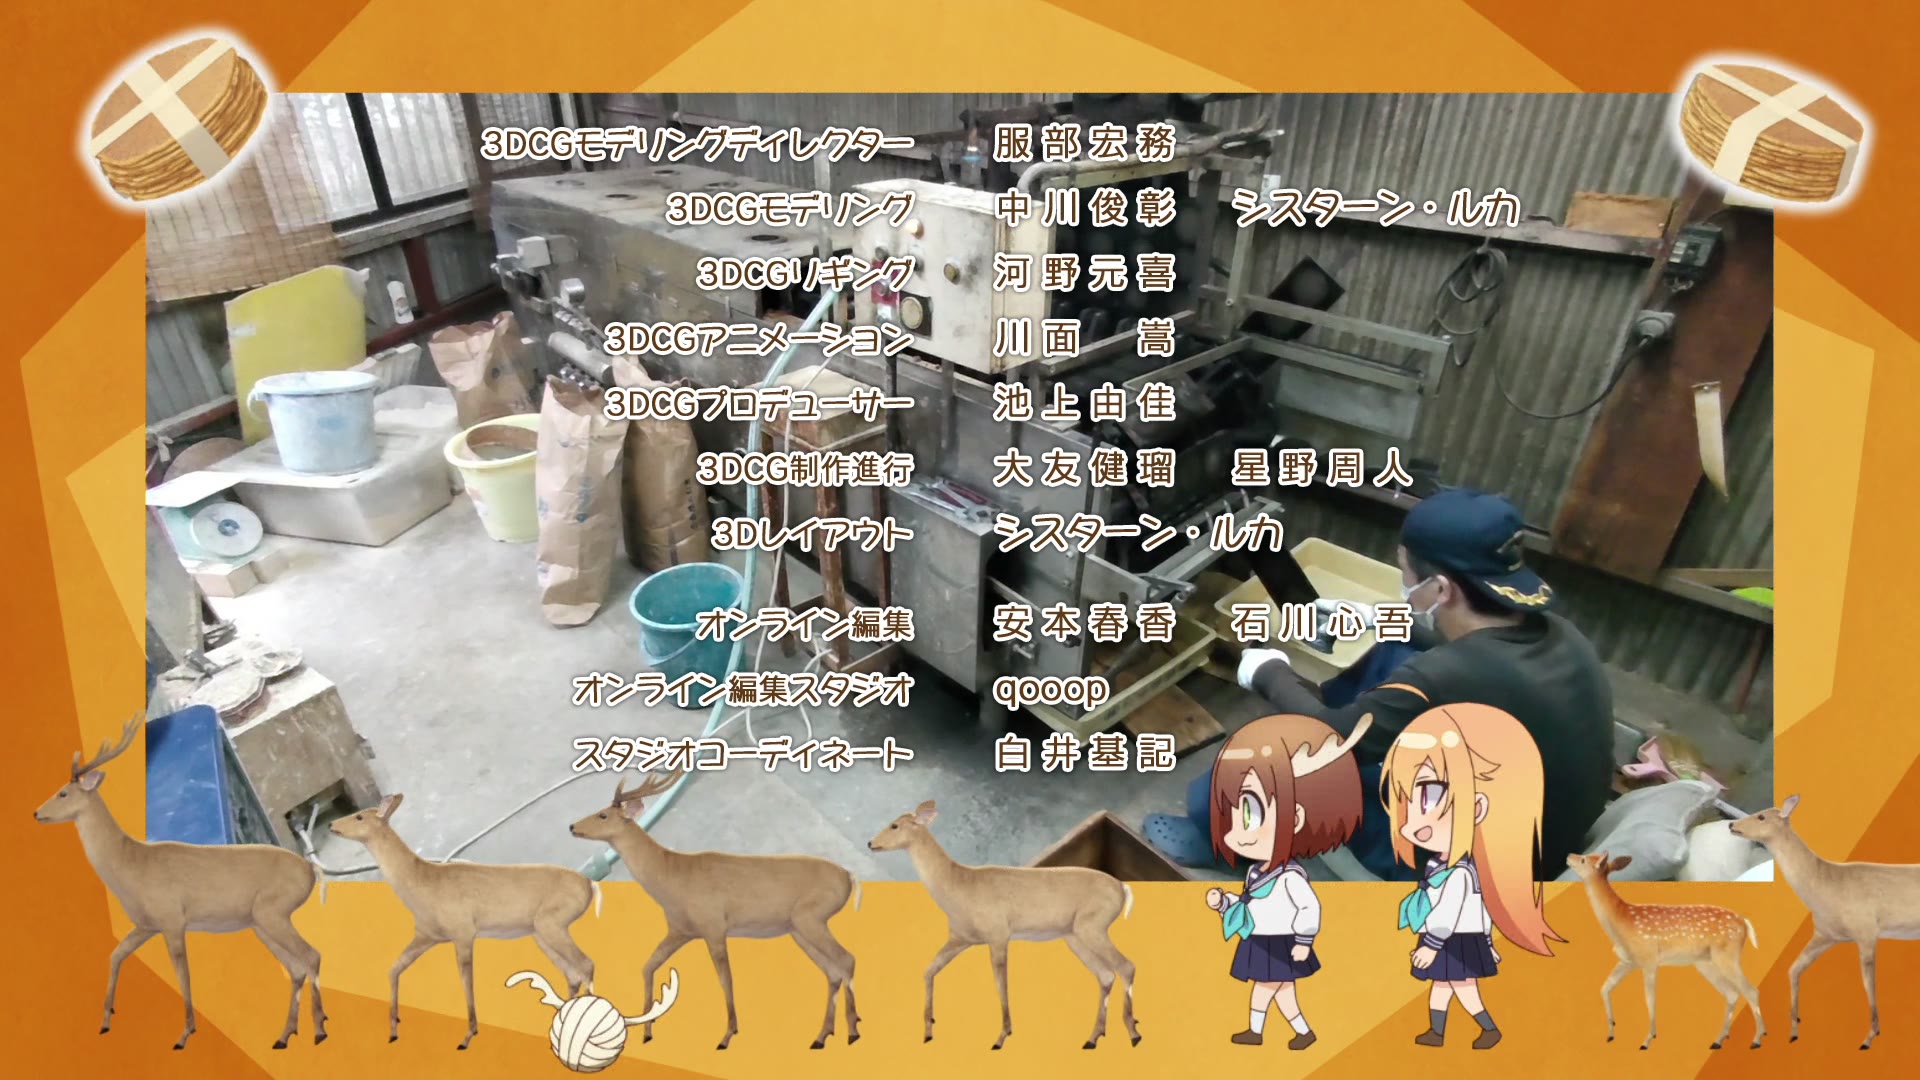 3DCGモデリングディレクター 服部宏務
3DCGモデリング 中川俊彰 シスターン・ルカ
3DCGリギング 河野元喜
3DCGアニメーション 川面 嵩
3DCGプロデューサー 池上由佳
3DCG制作進行 大友健瑠 星野周人
3Dレイアウト シスターン・ルカ
オンライン編集 安本春香 石川心吾
オンライン編集スタジオ qooop
スタジオコーディネート 白井基記